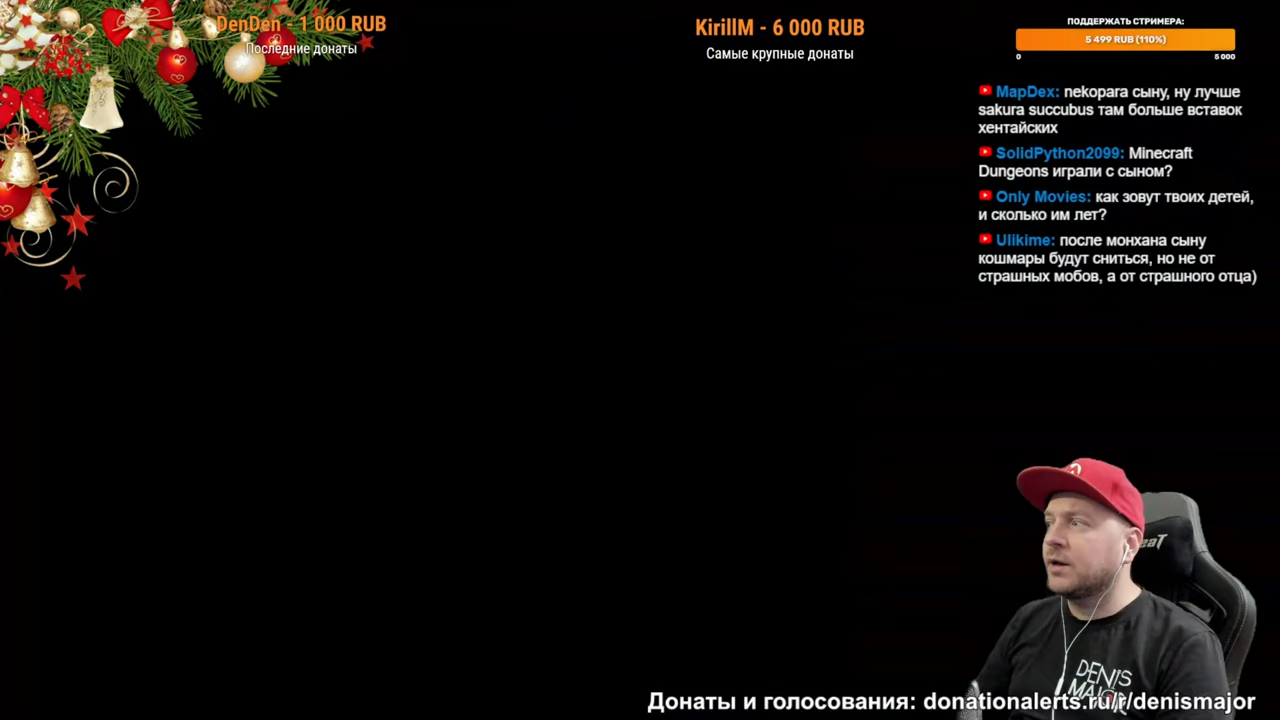 DenDen - 1 000 RUB
Последние донаты
KirillM - 6 000 RUB
Самые крупные донаты
ПОДДЕРЖАТЬ СТРИМЕРА:
5 499 RUB (110%)
0
5 000
MapDex: nekopara сыну, ну лучше
sakura succubus там больше вставок
хентайских
SolidPython2099: Minecraft
Dungeons играли с сыном?
Only Movies: как зовут твоих детей,
и сколько им лет?
Ulikime: после монхана сыну
кошмары будут сниться, но не от
страшных мобов, а от страшного отца)
DENIS
Донаты и голосования: donationalerts.ru/r/denismajor